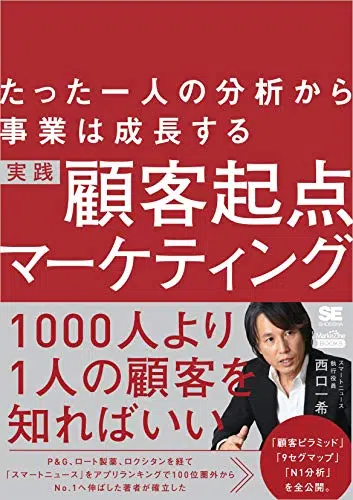 たった一人の分析から
事業は成長する
実践
顧客起点
マーケティング
SE
SHOEISHA
MarkeZine
BOOKS
1000人より
1人の顧客を
知ればいい
スマートニュース
執行役員
西口一希
P&G、ロート製薬、ロクシタンを経て
「スマートニュース」をアプリランキングで100位圏外から
No.1へ伸ばした著者が確立した
「顧客ピラミッド」
「9セグマップ」
「N1分析」
を全公開。